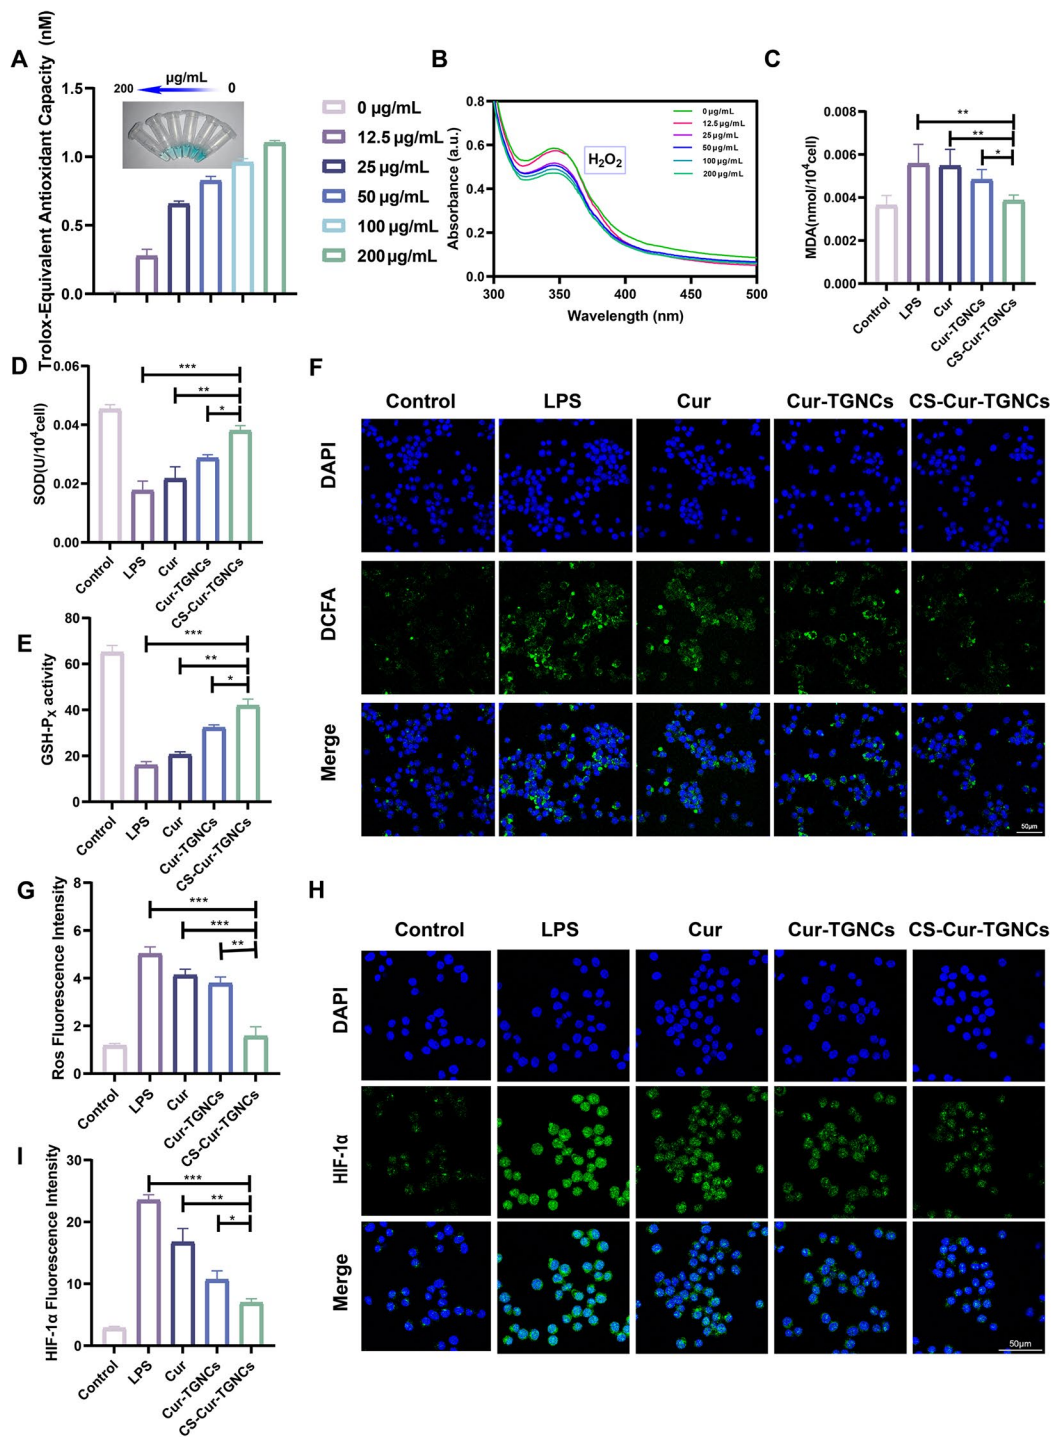 A
Trolox-Equivalent Antioxidant Capacity (nM)
1.5
1.0
0.5
0.0
µg/mL
200
0
0 µg/mL
12.5 µg/mL
25 µg/mL
50 µg/mL
100 µg/mL
200 µg/mL
B
Absorbance (a.u.)
0.8
0.6
0.4
0.2
0.0
300
350
400
450
500
Wavelength (nm)
H₂O₂
0 µg/mL
12.5 µg/mL
25 µg/mL
50 µg/mL
100 µg/mL
200 µg/mL
C
MDA(nmol/10⁴cell)
0.008
0.006
0.004
0.002
0.000
**
**
*
Control
LPS
Cur
Cur-TGNCs
CS-Cur-TGNCs
D
SOD(U/10⁴cell)
0.06
0.04
0.02
0.00
***
**
*
Control
LPS
Cur
Cur-TGNCs
CS-Cur-TGNCs
E
GSH-Pₓ activity
80
60
40
20
0
***
**
*
Control
LPS
Cur
Cur-TGNCs
CS-Cur-TGNCs
F
Control
LPS
Cur
Cur-TGNCs
CS-Cur-TGNCs
DAPI
DCFA
Merge
50µm
G
Ros Fluorescence Intensity
8
6
4
2
0
***
***
**
Control
LPS
Cur
Cur-TGNCs
CS-Cur-TGNCs
H
Control
LPS
Cur
Cur-TGNCs
CS-Cur-TGNCs
DAPI
HIF-1α
Merge
50µm
I
HIF-1α Fluorescence Intensity
30
20
10
0
***
**
*
Control
LPS
Cur
Cur-TGNCs
CS-Cur-TGNCs